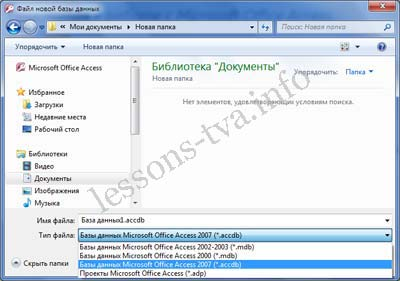 Файл новой базы данных
« Мои документы ▸ Новая папка ▸
Поиск: Новая папка
Упорядочить
Новая папка
Microsoft Office Access
Избранное
Загрузки
Недавние места
Рабочий стол
Библиотеки
Видео
Документы
Изображения
Музыка
Библиотека "Документы"
Новая папка
Упорядочить: Папка
Нет элементов, удовлетворяющих условиям поиска.
lessons-tva.info
Имя файла: База данных1.accdb
Тип файла: Базы данных Microsoft Office Access 2007 (*.accdb)
Базы данных Microsoft Office Access 2002-2003 (*.mdb)
Базы данных Microsoft Office Access 2000 (*.mdb)
Базы данных Microsoft Office Access 2007 (*.accdb)
Проекты Microsoft Office Access (*.adp)
Скрыть папки